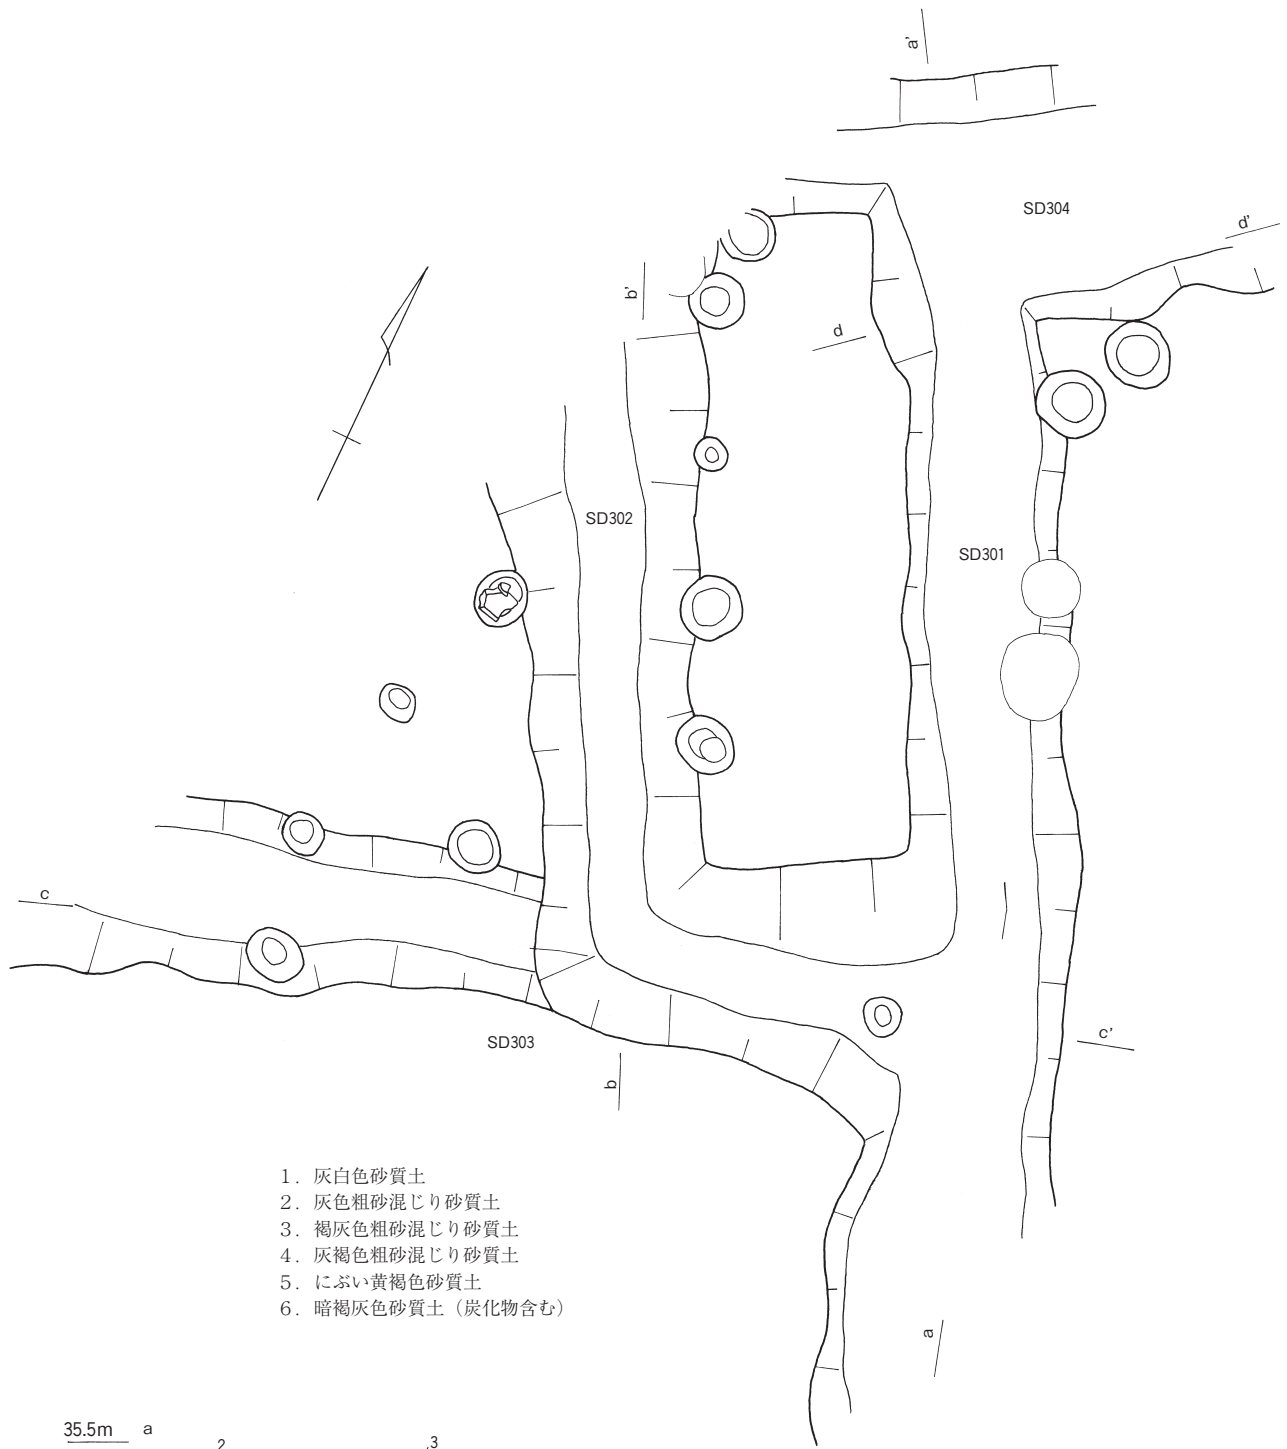 a'
SD304
d'
b'
d
SD302
SD301
c
SD303
c'
b
1．灰白色砂質土
2．灰色粗砂混じり砂質土
3．褐灰色粗砂混じり砂質土
4．灰褐色粗砂混じり砂質土
5．にぶい黄褐色砂質土
6．暗褐灰色砂質土（炭化物含む）
a
35.5m a
2 3